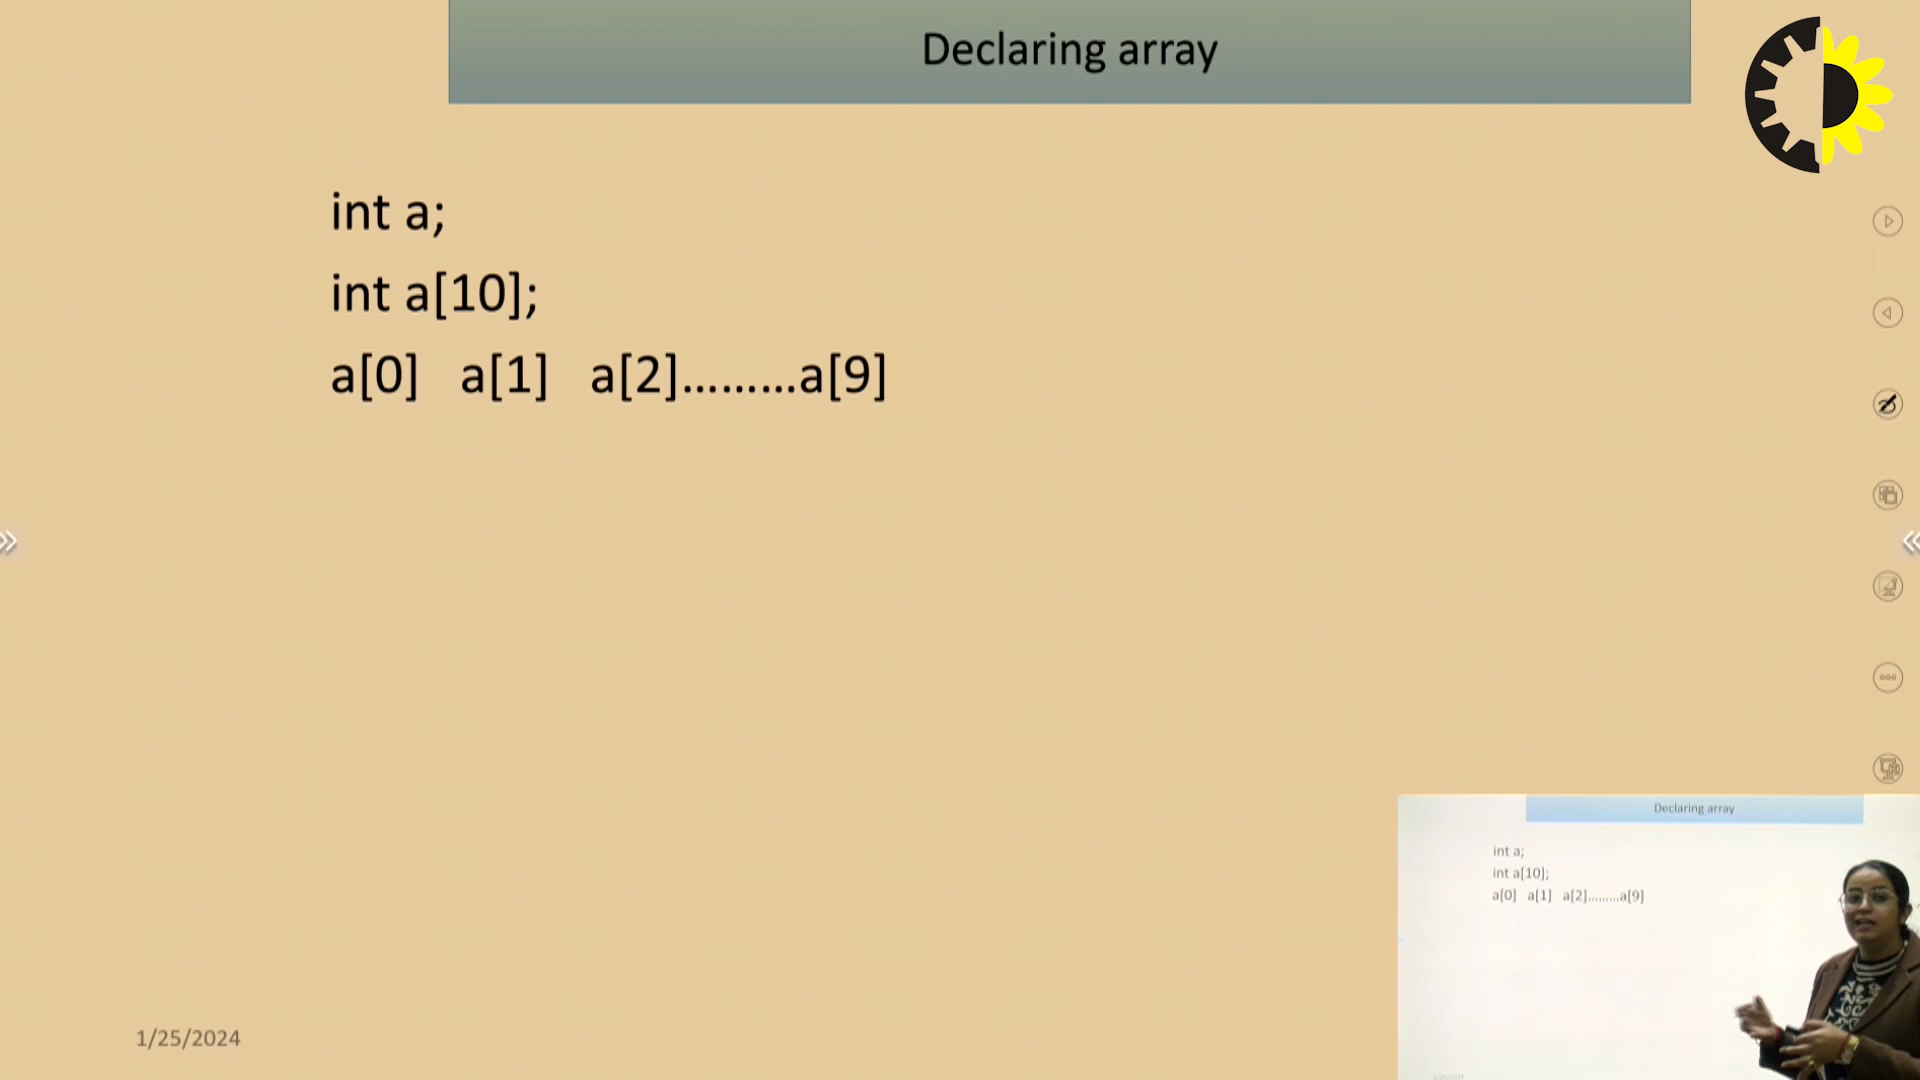 Declaring array
int a;
int a[10];
a[0] a[1] a[2].........a[9]
1/25/2024
Declaring array
int a;
int a[10];
a[0] a[1] a[2].........a[9]